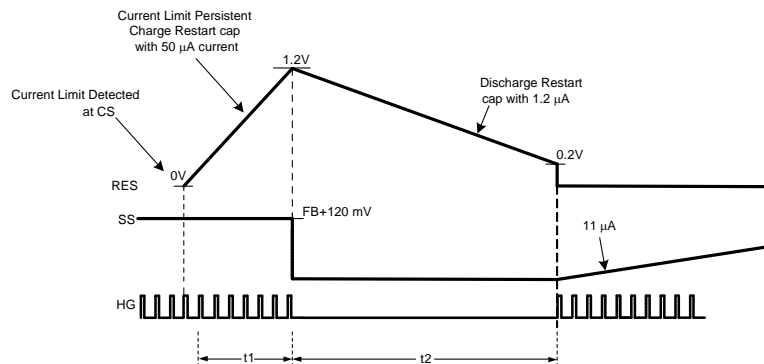 Current Limit Persistent
Charge Restart cap
with 50 μA current
1.2V
Current Limit Detected
at CS
Discharge Restart
cap with 1.2 μA
0V
0.2V
RES
SS
FB+120 mV
11 μA
HG
t1
t2